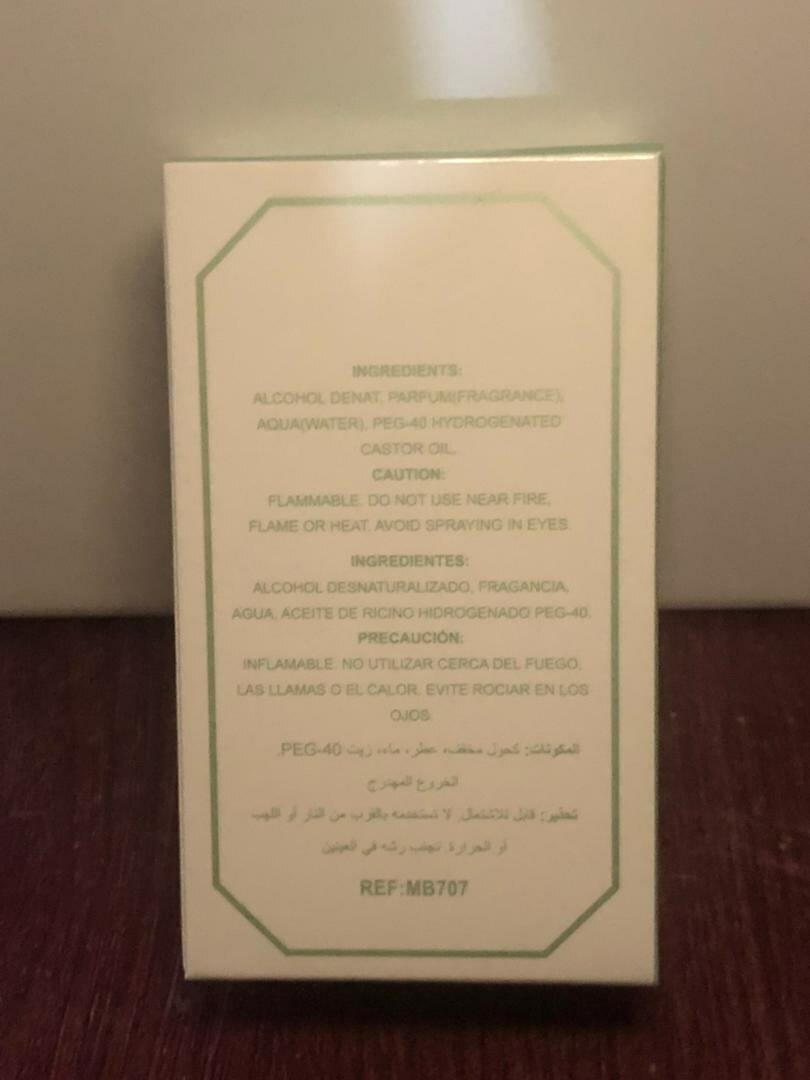 INGREDIENTS:
ALCOHOL DENAT, PARFUM(FRAGRANCE),
AQUA(WATER), PEG-40 HYDROGENATED
CASTOR OIL.
CAUTION:
FLAMMABLE. DO NOT USE NEAR FIRE,
FLAME OR HEAT. AVOID SPRAYING IN EYES.
INGREDIENTES:
ALCOHOL DESNATURALIZADO, FRAGANCIA,
AGUA, ACEITE DE RICINO HIDROGENADO PEG-40.
PRECAUCIÓN:
INFLAMABLE. NO UTILIZAR CERCA DEL FUEGO,
LAS LLAMAS O EL CALOR. EVITE ROCIAR EN LOS
OJOS.
المكونات: كحول مخفف، عطر، ماء، زيت PEG-40.
الخروع المهدرج
تحذير: قابل للاشتعال. لا تستخدمه بالقرب من النار أو اللهب
أو الحرارة. تجنب رشه في العينين
REF:MB707